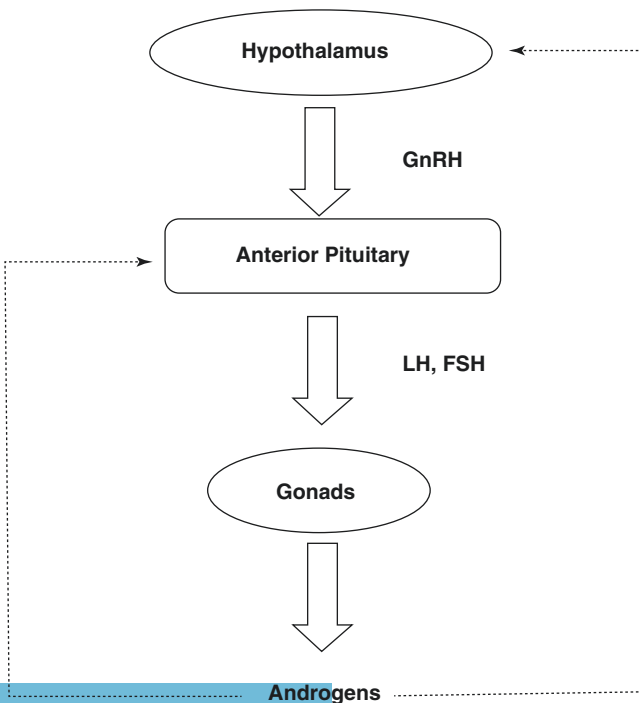 Hypothalamus
GnRH
Anterior Pituitary
LH, FSH
Gonads
Androgens